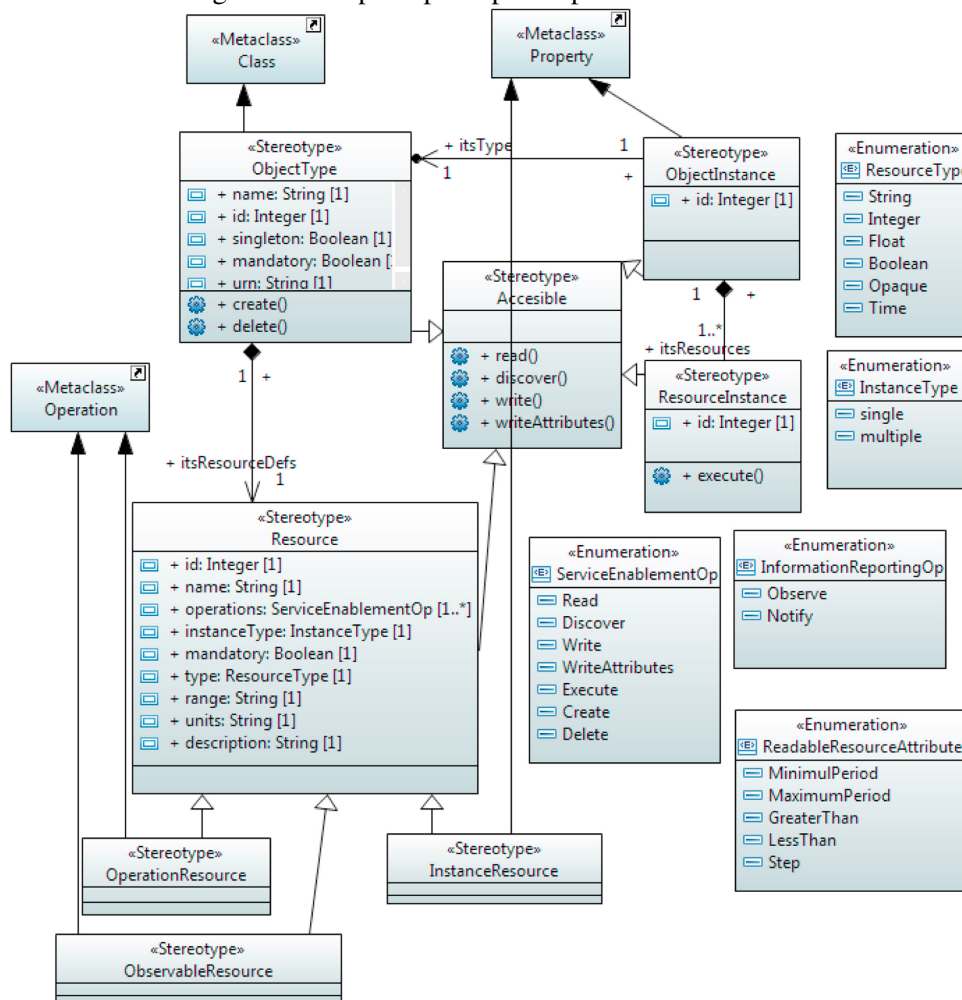 «Metaclass»
Class
«Metaclass»
Property
«Stereotype»
ObjectType
+ name: String [1]
+ id: Integer [1]
+ singleton: Boolean [1]
+ mandatory: Boolean [
+ urn: String [1]
+ create()
+ delete()
+ itsType
1
1
+
«Stereotype»
ObjectInstance
+ id: Integer [1]
«Enumeration»
ResourceType
String
Integer
Float
Boolean
Opaque
Time
«Stereotype»
Accesible
+ read()
+ discover()
+ write()
+ writeAttributes()
1
+
1..*
+ itsResources
«Stereotype»
ResourceInstance
+ id: Integer [1]
+ execute()
«Enumeration»
InstanceType
single
multiple
«Metaclass»
Operation
1
+
+ itsResourceDefs
1
«Stereotype»
Resource
+ id: Integer [1]
+ name: String [1]
+ operations: ServiceEnablementOp [1..*]
+ instanceType: InstanceType [1]
+ mandatory: Boolean [1]
+ type: ResourceType [1]
+ range: String [1]
+ units: String [1]
+ description: String [1]
«Enumeration»
ServiceEnablementOp
Read
Discover
Write
WriteAttributes
Execute
Create
Delete
«Enumeration»
InformationReportingOp
Observe
Notify
«Enumeration»
ReadableResourceAttribute
MinimulPeriod
MaximumPeriod
GreaterThan
LessThan
Step
«Stereotype»
OperationResource
«Stereotype»
InstanceResource
«Stereotype»
ObservableResource